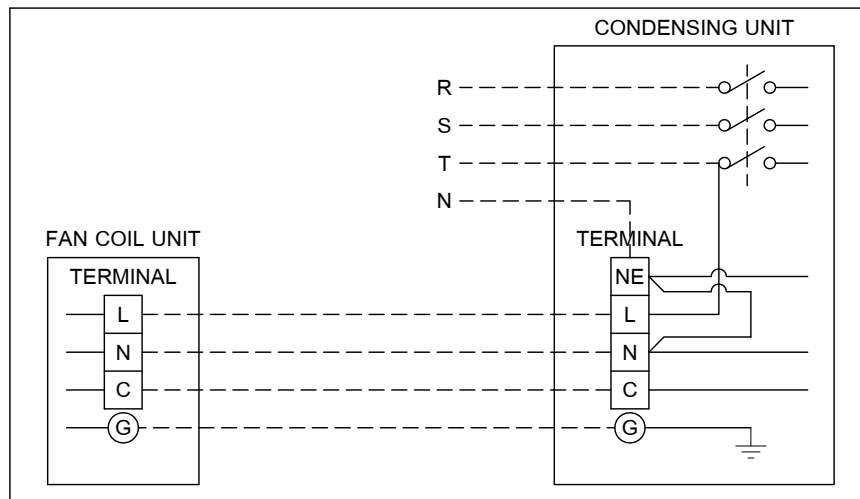 CONDENSING UNIT
R
S
T
N
FAN COIL UNIT
TERMINAL
TERMINAL
NE
L
L
N
N
C
C
G
G